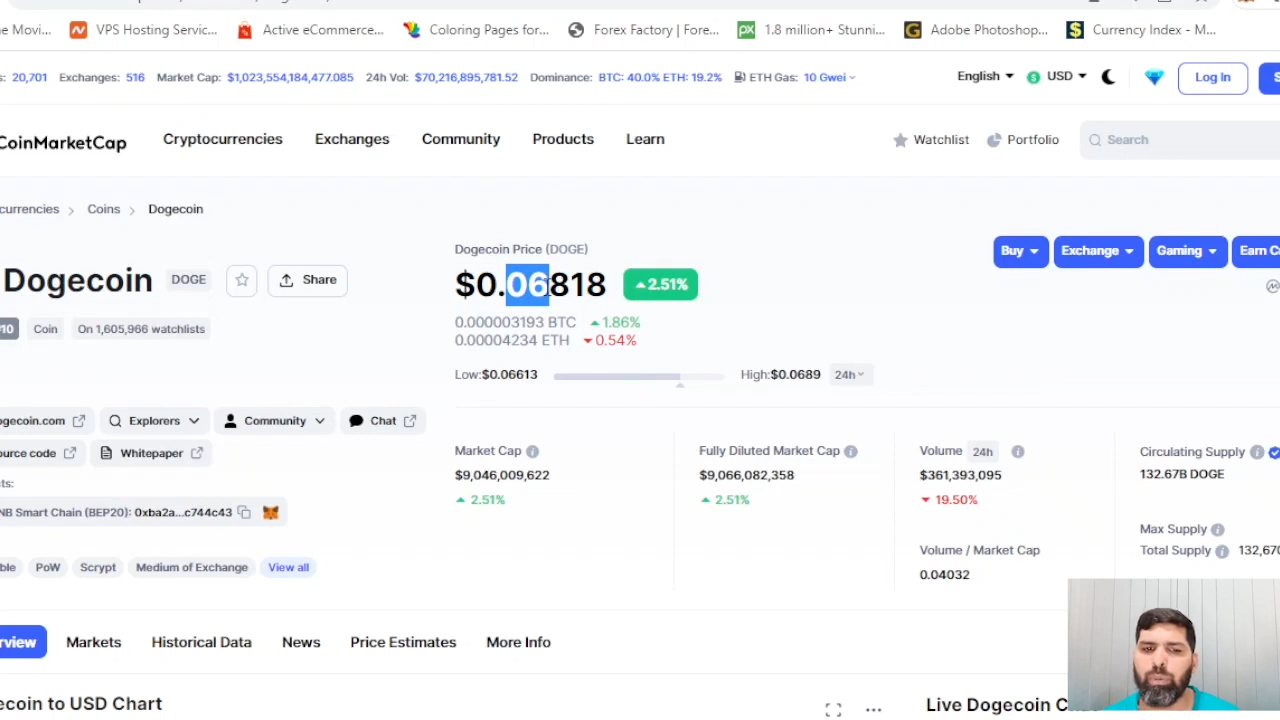 e Movi... VPS Hosting Servic... Active eCommerce... Coloring Pages for... Forex Factory | Fore... 1.8 million+ Stunni... Adobe Photoshop... Currency Index - M...
s: 20,701 Exchanges: 516 Market Cap: $1,023,554,184,477.085 24h Vol: $70,216,895,781.52 Dominance: BTC: 40.0% ETH: 19.2% ETH Gas: 10 Gwei English USD Log In S
CoinMarketCap Cryptocurrencies Exchanges Community Products Learn Watchlist Portfolio Search
currencies Coins Dogecoin
Dogecoin Price (DOGE)
Buy Exchange Gaming Earn C
Dogecoin DOGE Share $0.06818 2.51%
0.000003193 BTC 1.86%
10 Coin On 1,605,966 watchlists
0.00004234 ETH 0.54%
Low:$0.06613 High:$0.0689 24h
ogecoin.com Explorers Community Chat
ource code Whitepaper
Market Cap Fully Diluted Market Cap Volume 24h Circulating Supply
$9,046,009,622 $9,066,082,358 $361,393,095 132.67B DOGE
cts:
2.51% 2.51% 19.50%
NB Smart Chain (BEP20): 0xba2a...c744c43
Max Supply
Volume / Market Cap Total Supply 132,670
ble PoW Scrypt Medium of Exchange View all
0.04032
rview Markets Historical Data News Price Estimates More Info
ecoin to USD Chart Live Dogecoin C